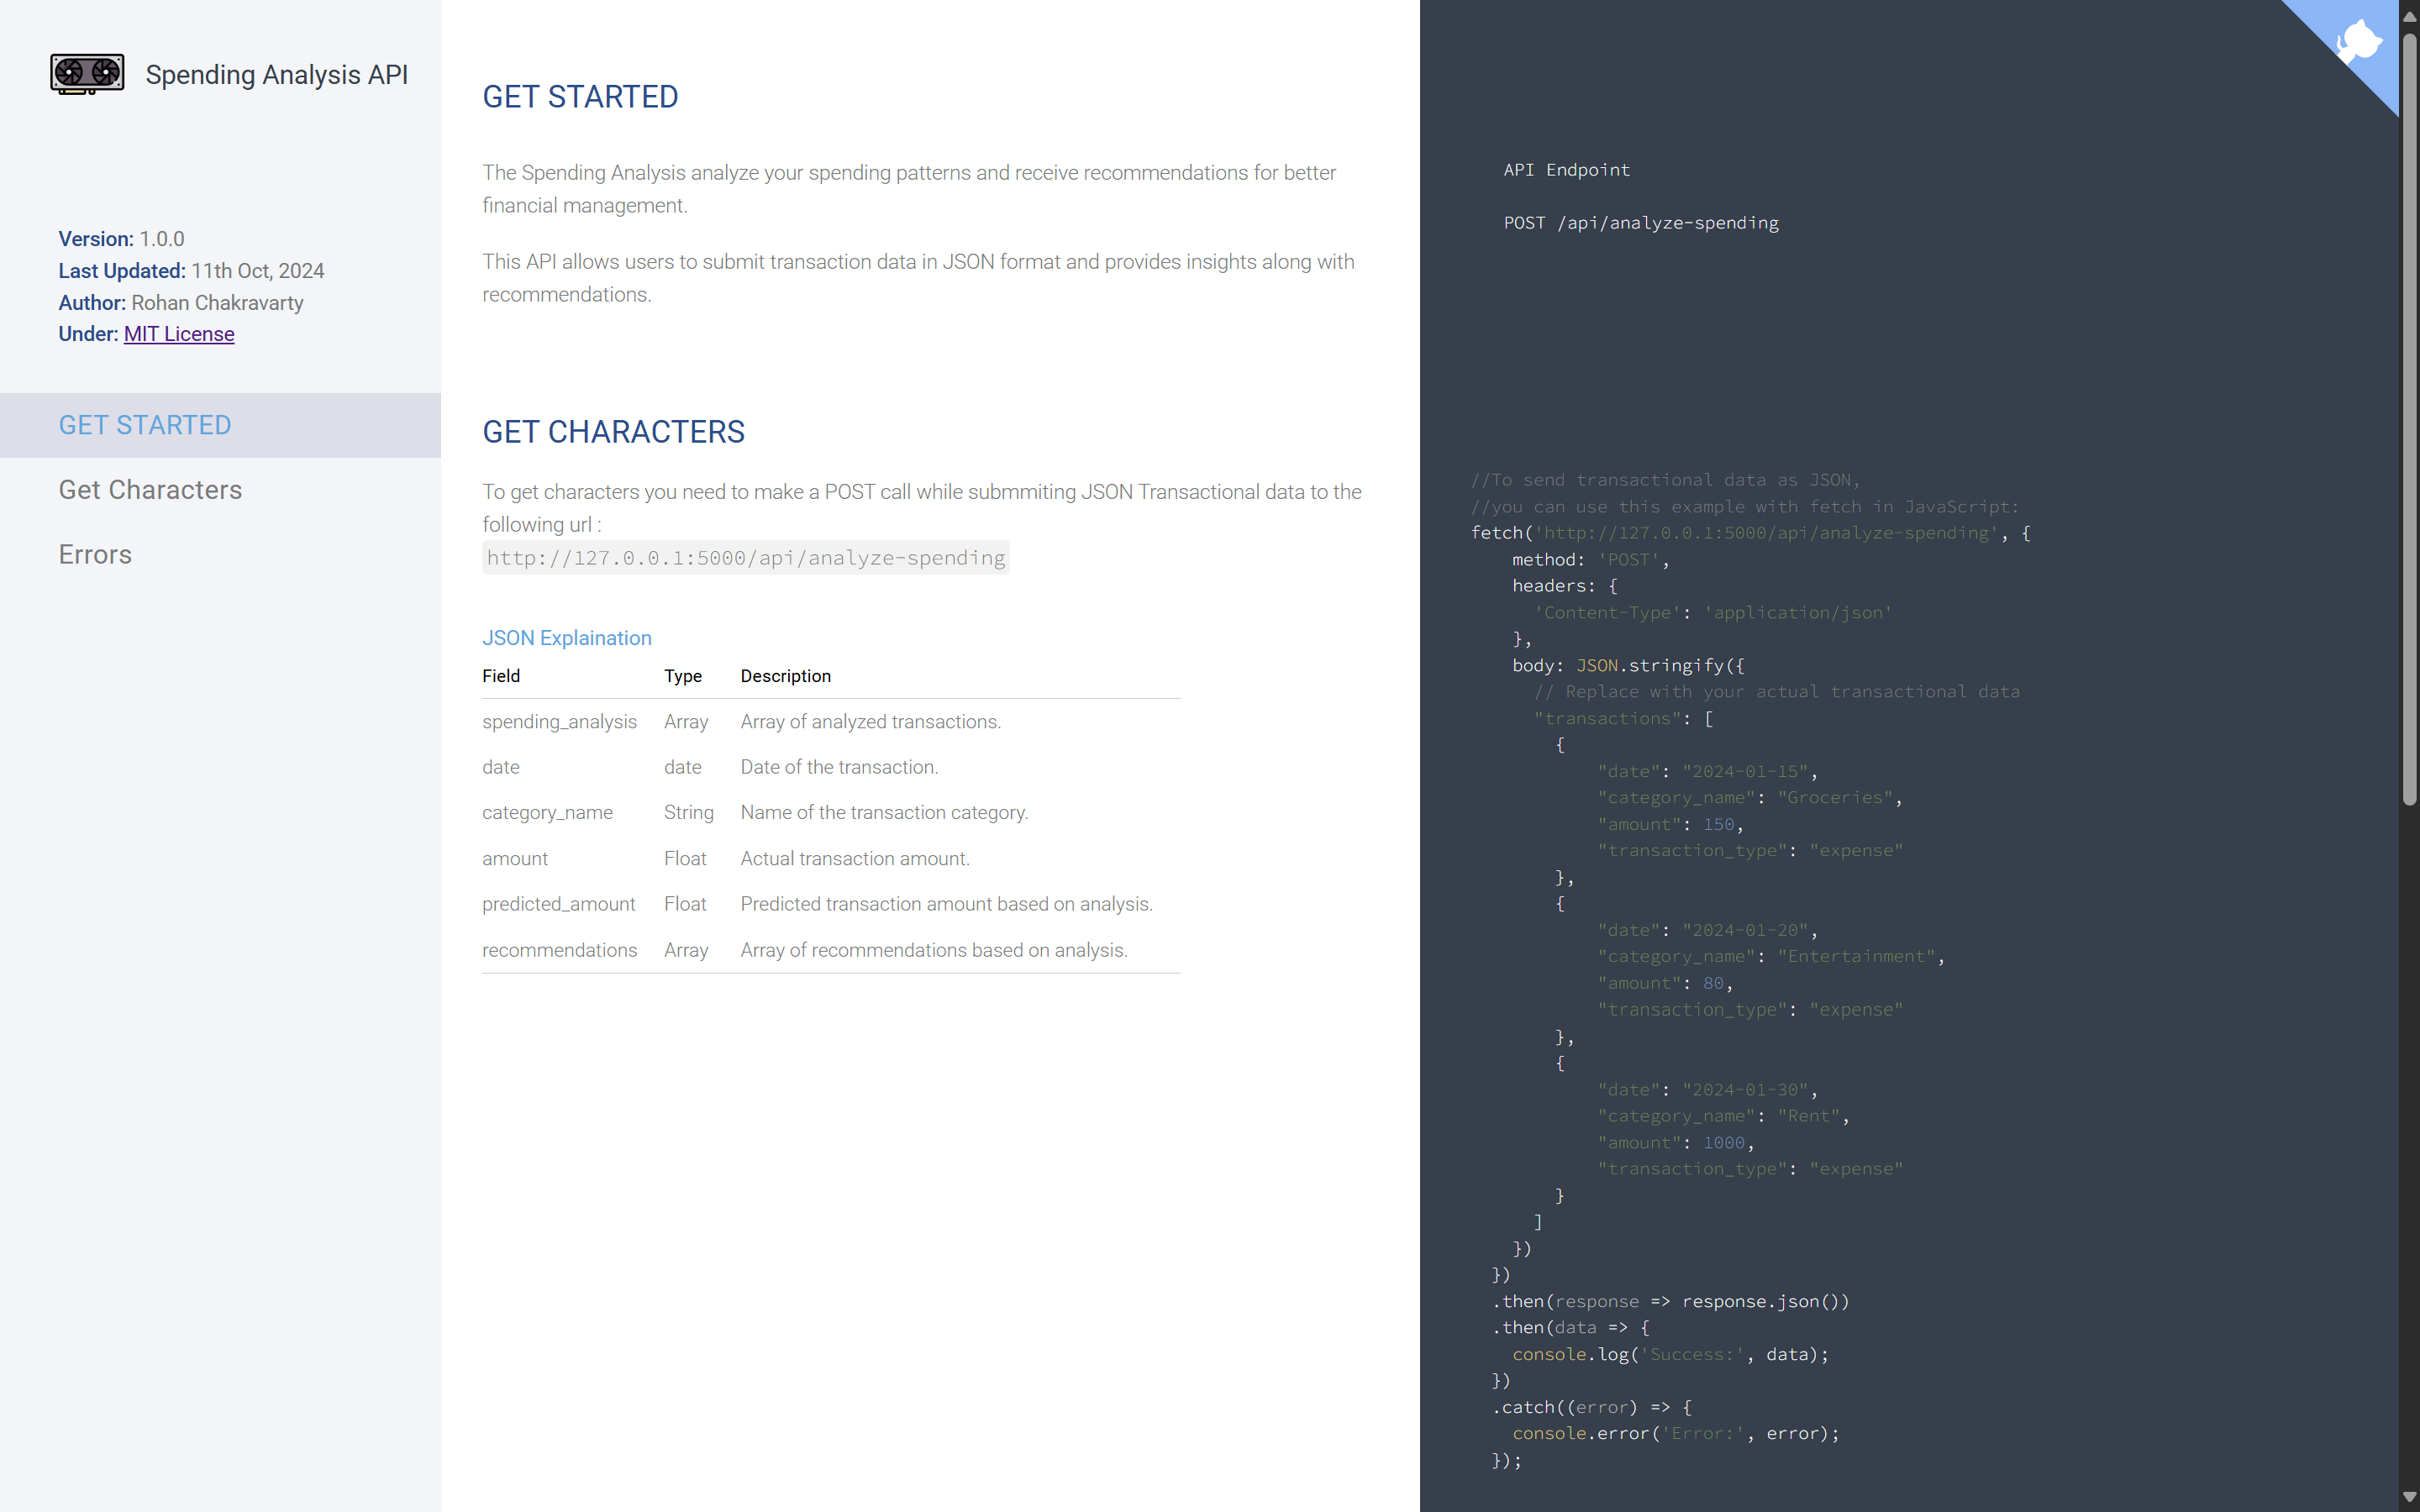 Spending Analysis API
Version: 1.0.0
Last Updated: 11th Oct, 2024
Author: Rohan Chakravarty
Under: MIT License
GET STARTED
Get Characters
Errors
GET STARTED
The Spending Analysis analyze your spending patterns and receive recommendations for better
financial management.
This API allows users to submit transaction data in JSON format and provides insights along with
recommendations.
GET CHARACTERS
To get characters you need to make a POST call while submmiting JSON Transactional data to the
following url :
http://127.0.0.1:5000/api/analyze-spending
JSON Explaination
Field Type Description
spending_analysis Array Array of analyzed transactions.
date date Date of the transaction.
category_name String Name of the transaction category.
amount Float Actual transaction amount.
predicted_amount Float Predicted transaction amount based on analysis.
recommendations Array Array of recommendations based on analysis.
API Endpoint
POST /api/analyze-spending
//To send transactional data as JSON,
//you can use this example with fetch in JavaScript:
fetch('http://127.0.0.1:5000/api/analyze-spending', {
method: 'POST',
headers: {
'Content-Type': 'application/json'
},
body: JSON.stringify({
// Replace with your actual transactional data
"transactions": [
{
"date": "2024-01-15",
"category_name": "Groceries",
"amount": 150,
"transaction_type": "expense"
},
{
"date": "2024-01-20",
"category_name": "Entertainment",
"amount": 80,
"transaction_type": "expense"
},
{
"date": "2024-01-30",
"category_name": "Rent",
"amount": 1000,
"transaction_type": "expense"
}
]
})
})
.then(response => response.json())
.then(data => {
console.log('Success:', data);
})
.catch((error) => {
console.error('Error:', error);
});